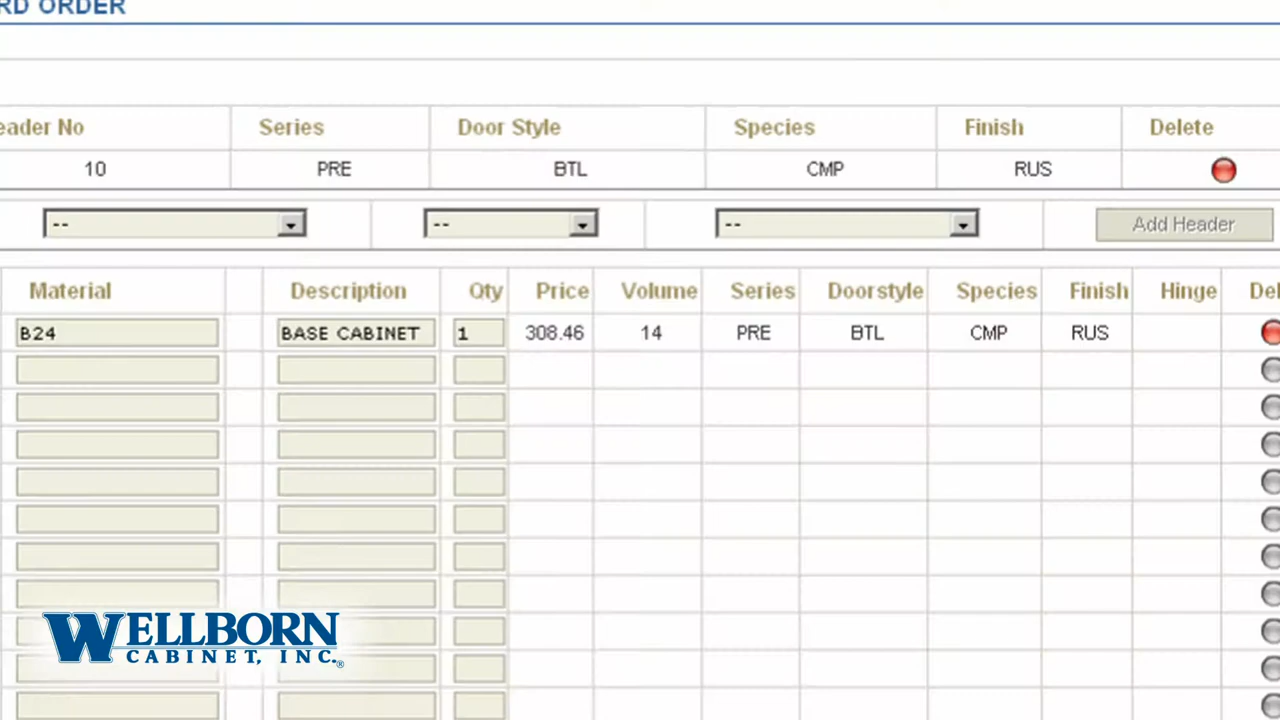 RD ORDER
eader No Series Door Style Species Finish Delete
10 PRE BTL CMP RUS
-- -- -- Add Header
Material Description Qty Price Volume Series Doorstyle Species Finish Hinge Del
B24 BASE CABINET 1 308.46 14 PRE BTL CMP RUS
WELLBORN
CABINET, INC.®